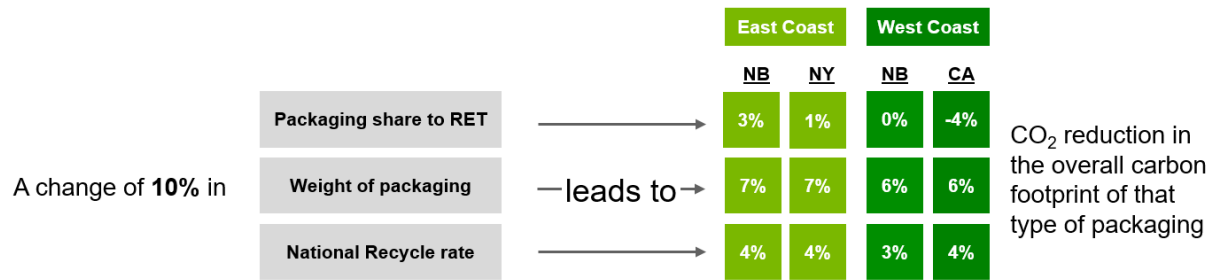 East Coast West Coast
NB NY NB CA
Packaging share to RET 3% 1% 0% -4%
A change of 10% in Weight of packaging leads to 7% 7% 6% 6%
National Recycle rate 4% 4% 3% 4%
CO₂ reduction in
the overall carbon
footprint of that
type of packaging